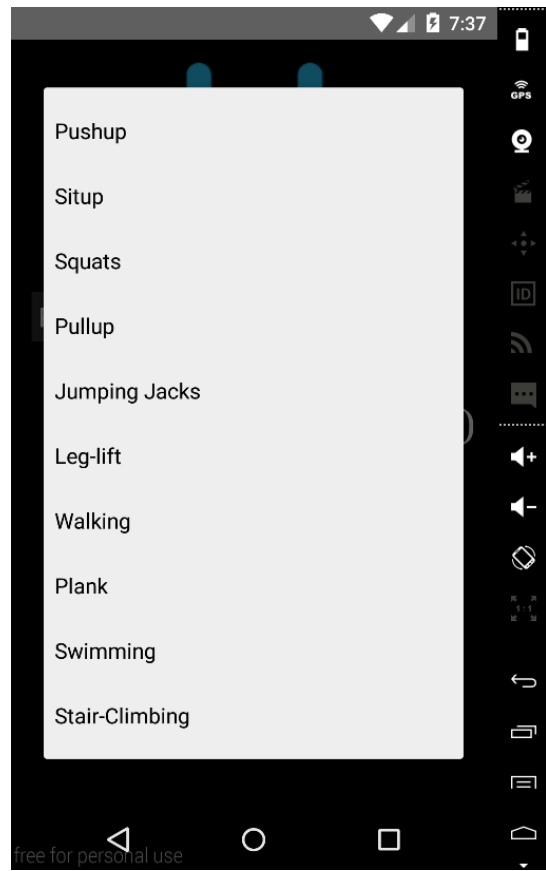 7:37
GPS
Pushup
Situp
Squats
ID
Pullup
Jumping Jacks
Leg-lift
Walking
Plank
1:1
Swimming
Stair-Climbing
free for personal use